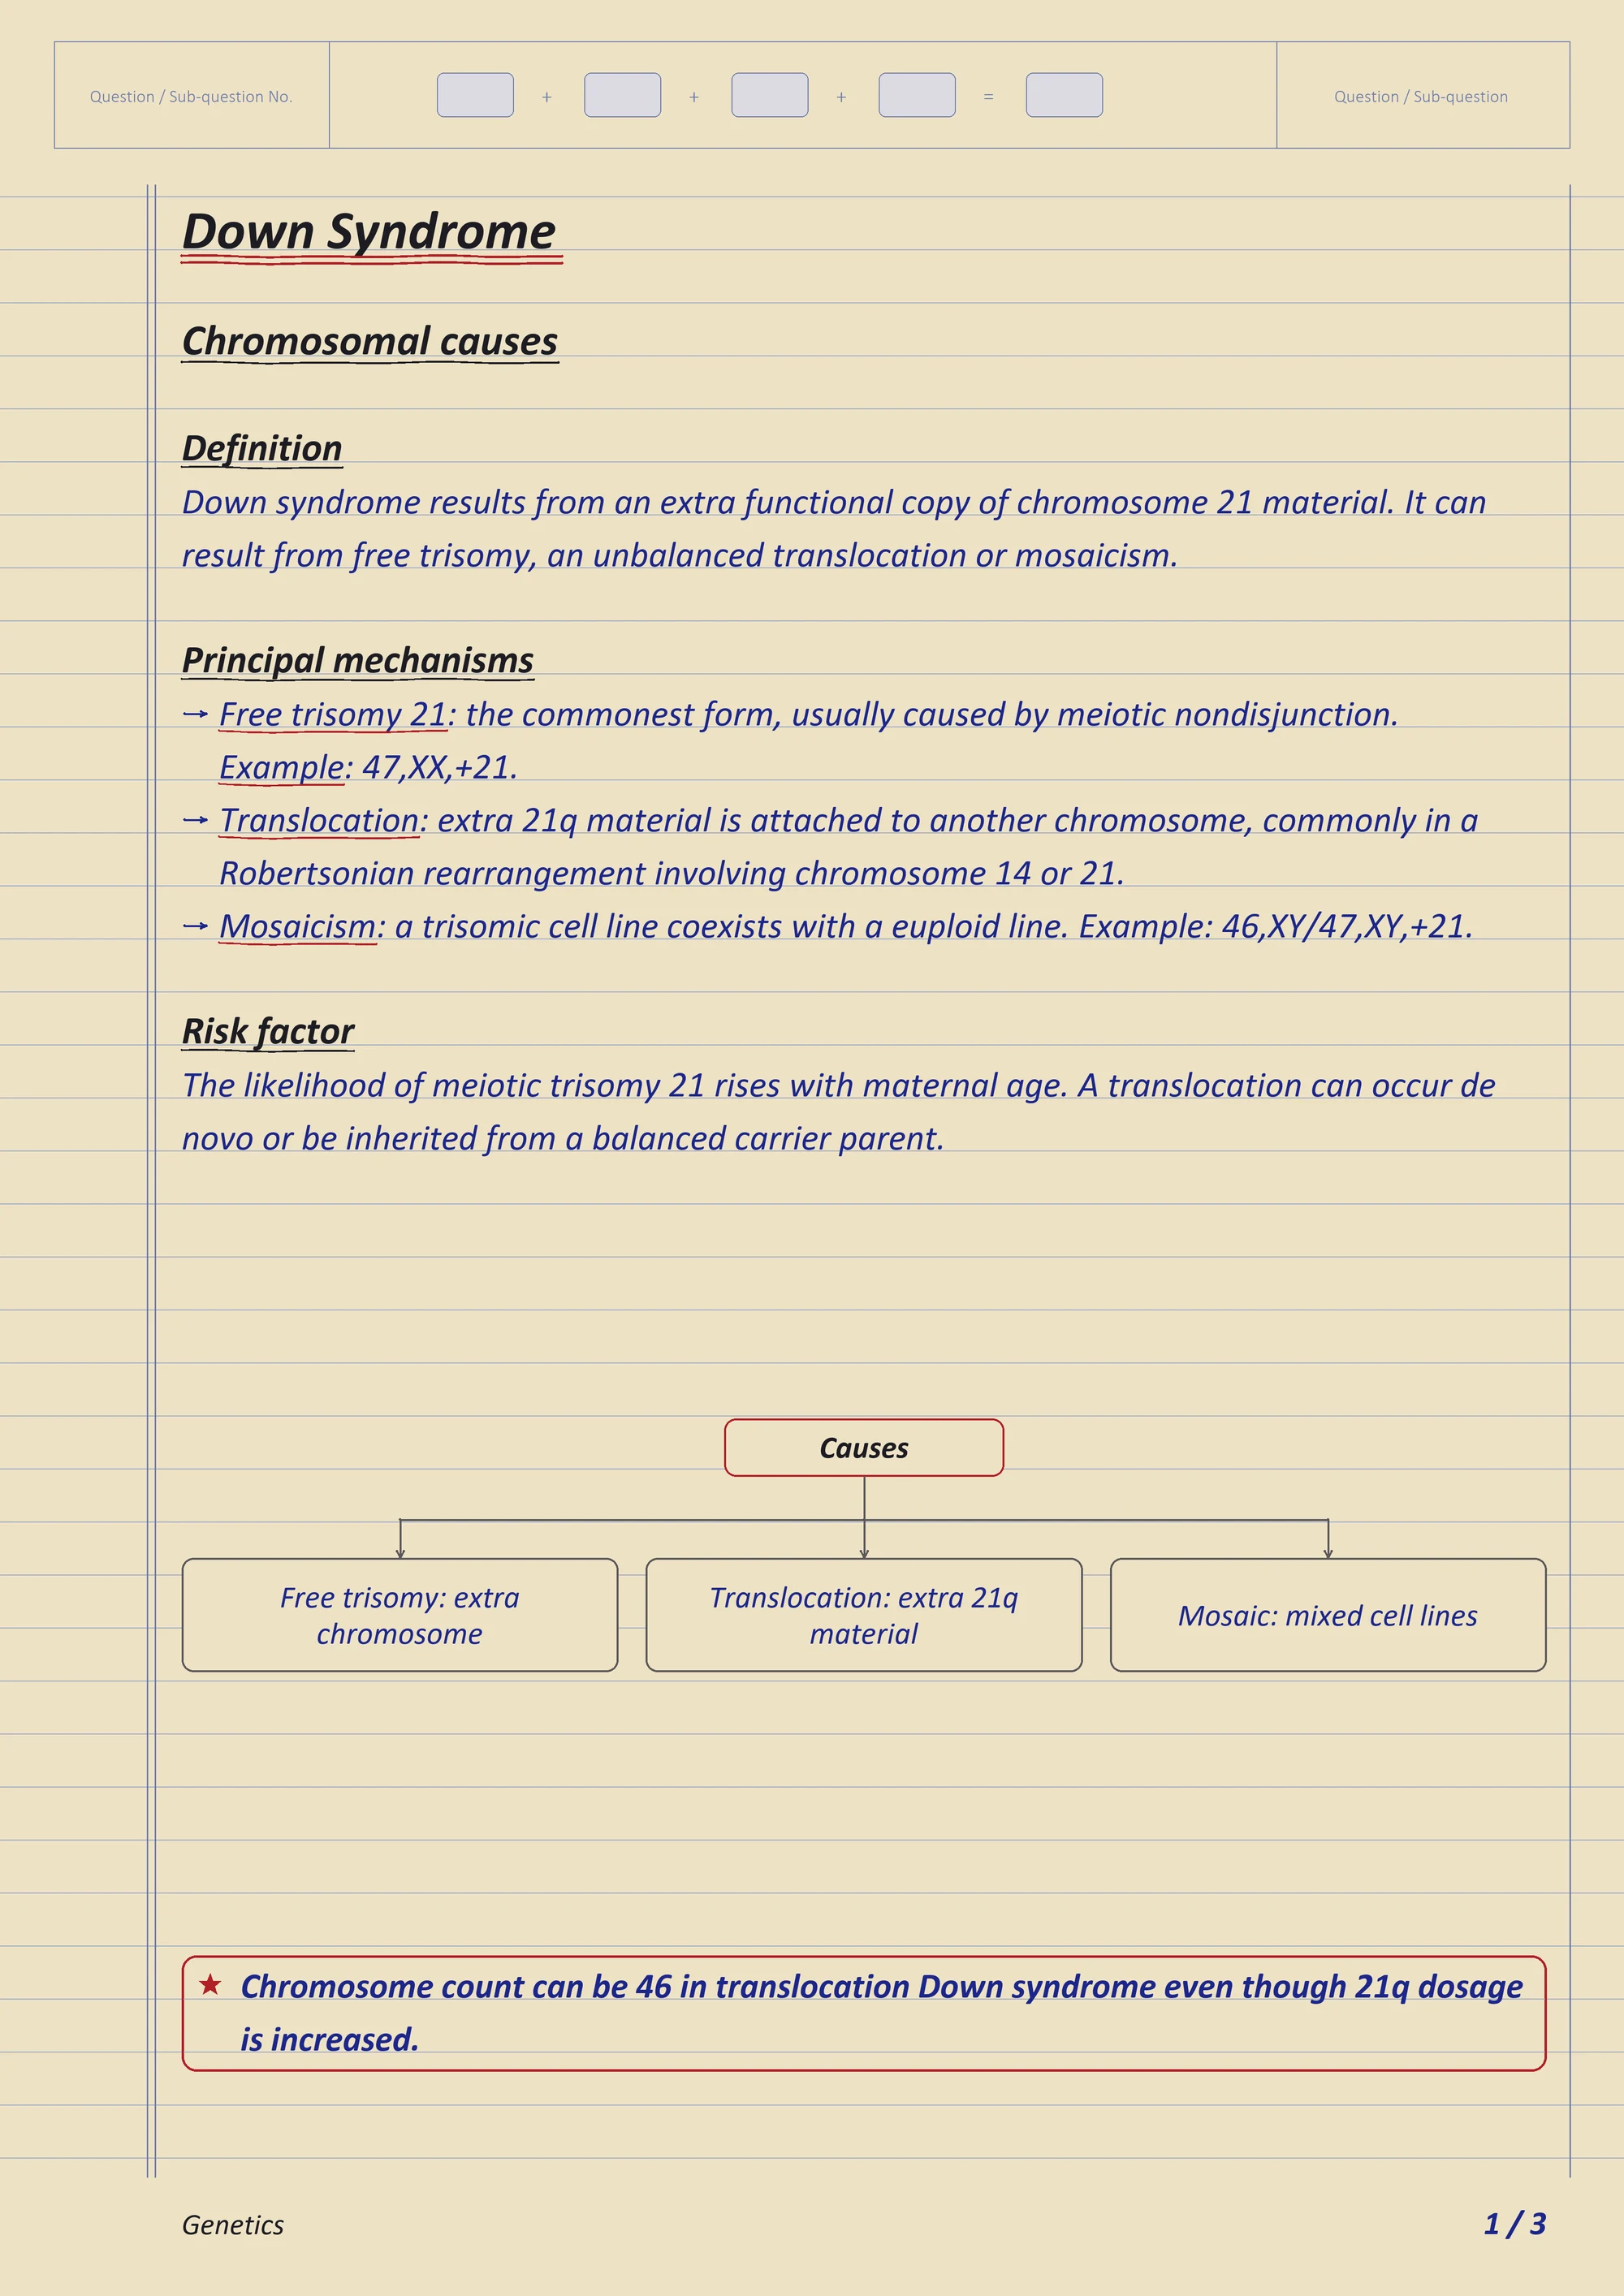 Question / Sub-question No.
+ + + =
Question / Sub-question
Down Syndrome
Chromosomal causes
Definition
Down syndrome results from an extra functional copy of chromosome 21 material. It can
result from free trisomy, an unbalanced translocation or mosaicism.
Principal mechanisms
→ Free trisomy 21: the commonest form, usually caused by meiotic nondisjunction.
Example: 47,XX,+21.
→ Translocation: extra 21q material is attached to another chromosome, commonly in a
Robertsonian rearrangement involving chromosome 14 or 21.
→ Mosaicism: a trisomic cell line coexists with a euploid line. Example: 46,XY/47,XY,+21.
Risk factor
The likelihood of meiotic trisomy 21 rises with maternal age. A translocation can occur de
novo or be inherited from a balanced carrier parent.
Causes
Free trisomy: extra
chromosome
Translocation: extra 21q
material
Mosaic: mixed cell lines
★ Chromosome count can be 46 in translocation Down syndrome even though 21q dosage
is increased.
Genetics
1 / 3